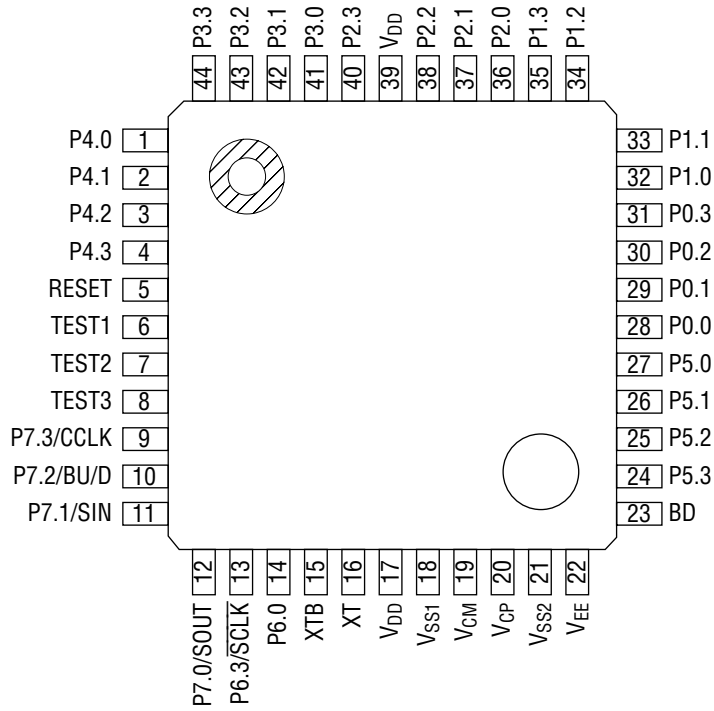 P3.3 P3.2 P3.1 P3.0 P2.3 VDD P2.2 P2.1 P2.0 P1.3 P1.2
44 43 42 41 40 39 38 37 36 35 34
P4.0 1
P4.1 2
P4.2 3
P4.3 4
RESET 5
TEST1 6
TEST2 7
TEST3 8
P7.3/CCLK 9
P7.2/BU/D 10
P7.1/SIN 11
33 P1.1
32 P1.0
31 P0.3
30 P0.2
29 P0.1
28 P0.0
27 P5.0
26 P5.1
25 P5.2
24 P5.3
23 BD
12 13 14 15 16 17 18 19 20 21 22
P7.0/SOUT P6.3/SCLK P6.0 XTB XT VDD VSS1 VCM VCP VSS2 VEE